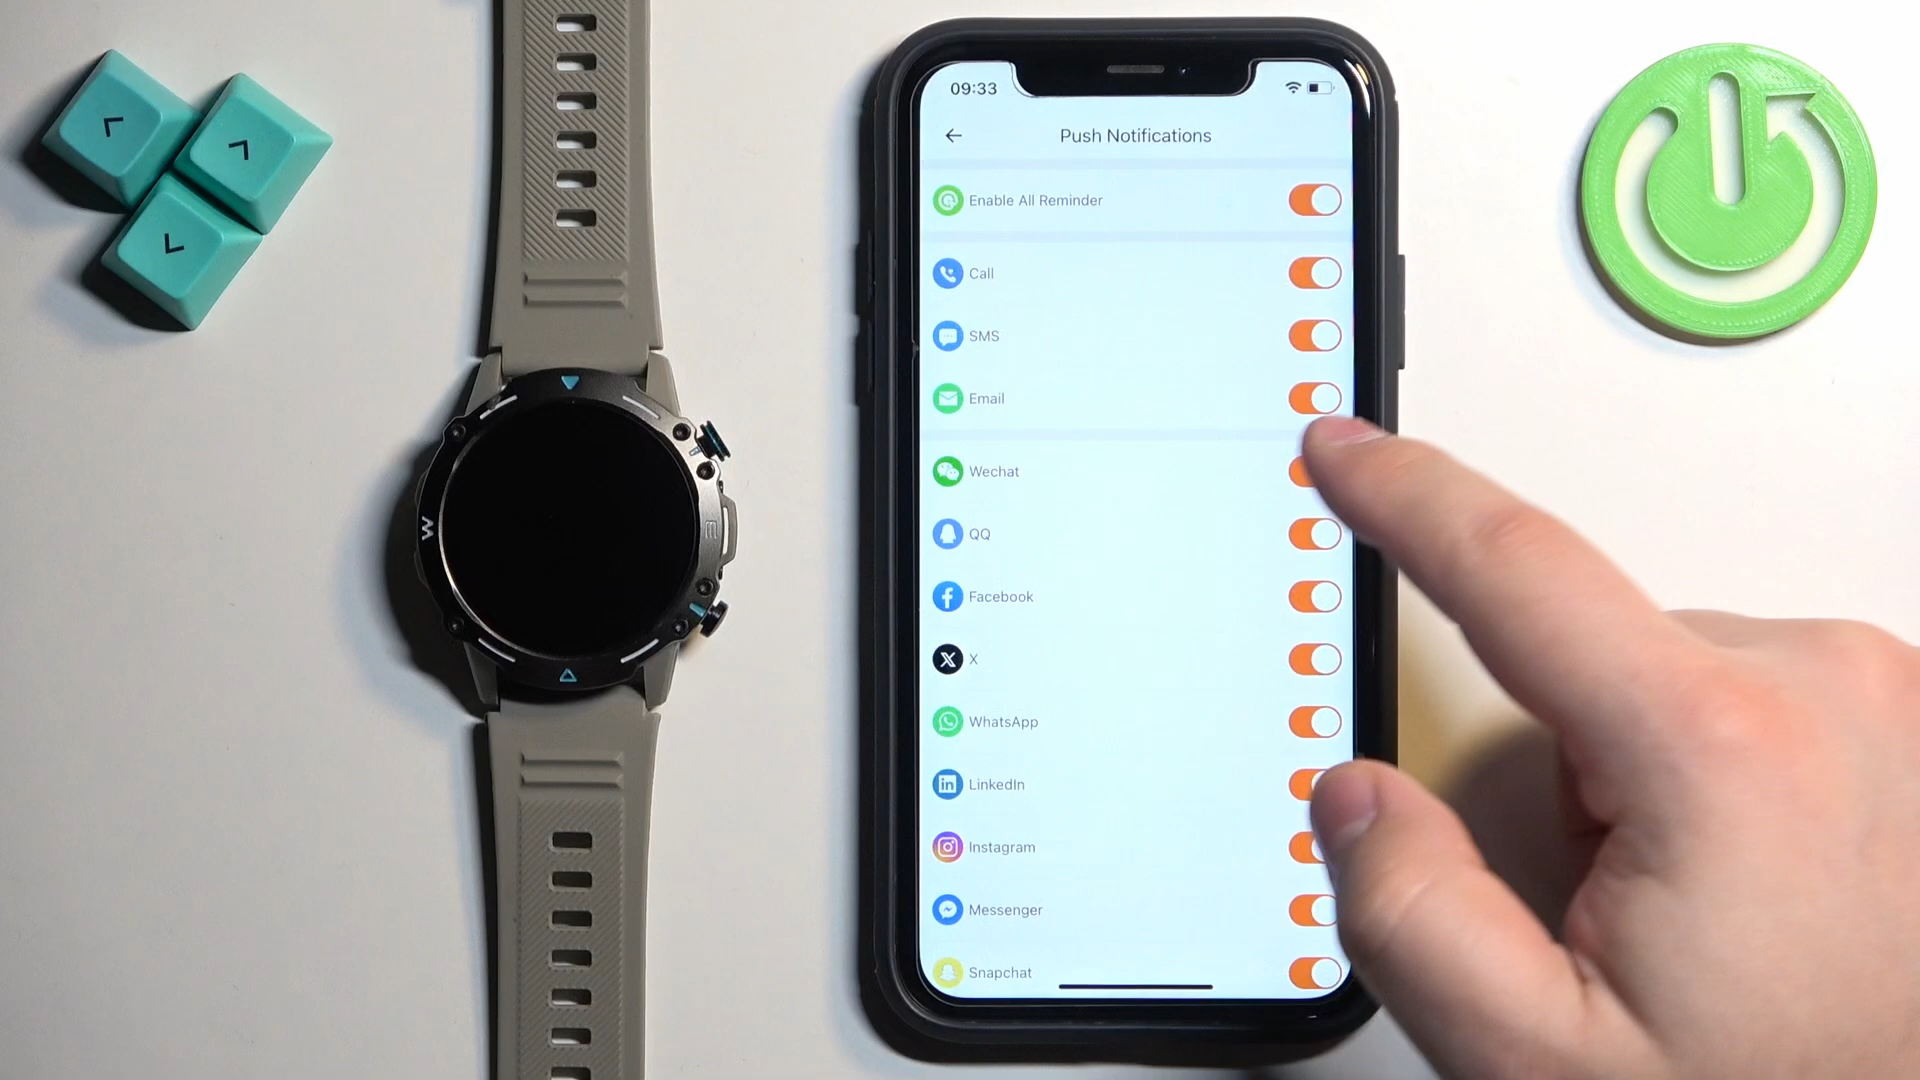 09:33
Push Notifications
Enable All Reminder
Call
SMS
Email
Wechat
QQ
Facebook
X
WhatsApp
LinkedIn
Instagram
Messenger
Snapchat
W
E